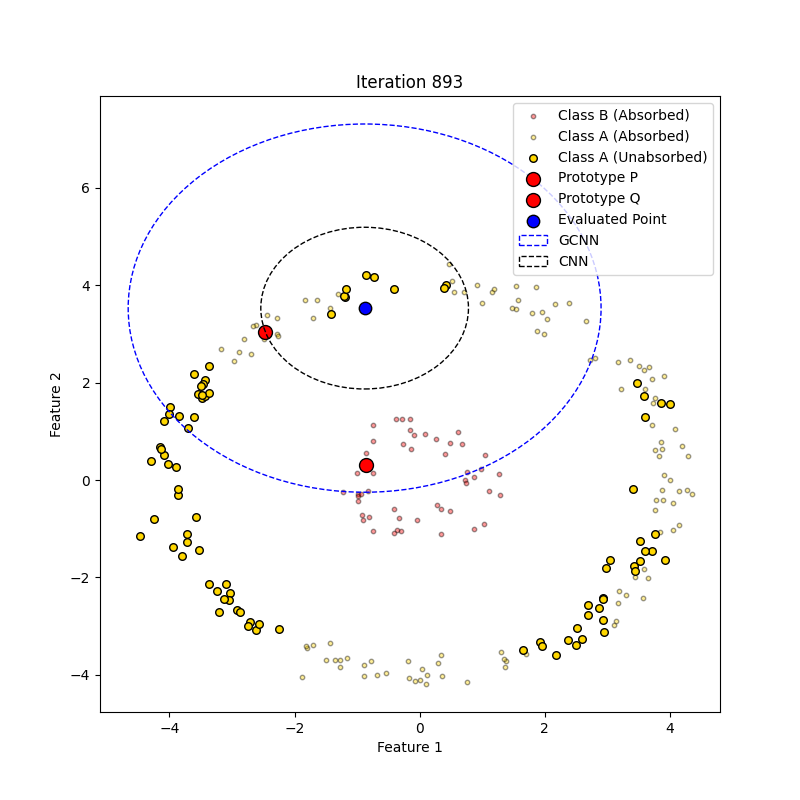 Iteration 893
Class B (Absorbed)
Class A (Absorbed)
Class A (Unabsorbed)
Prototype P
Prototype Q
Evaluated Point
GCNN
CNN
Feature 2
6
4
2
0
−2
−4
−4
−2
0
2
4
Feature 1